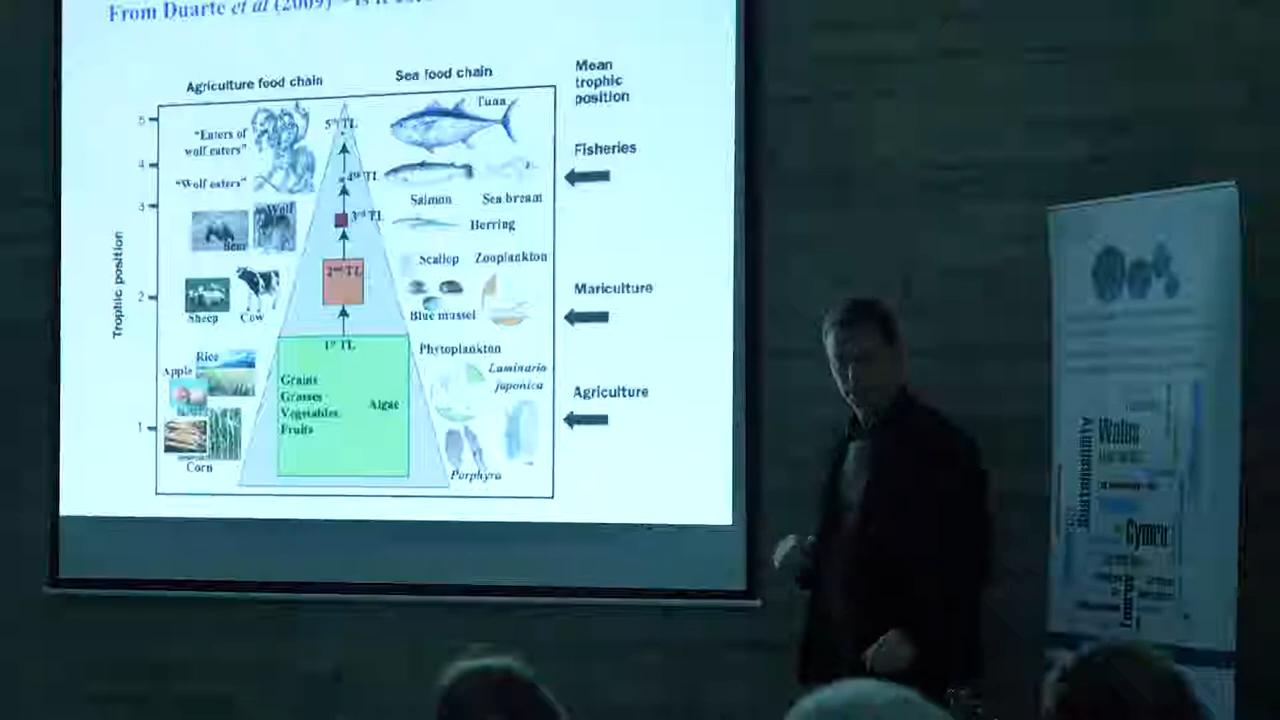 From Duarte et al (2009)
Agriculture food chain
Sea food chain
Mean
trophic
position
5
4
3
2
1
Trophic position
"Eaters of
wolf eaters"
"Wolf eaters"
5th TL
4th TL
3rd TL
2nd TL
1st TL
Tuna
Salmon
Sea bream
Herring
Fisheries
Bear
Wolf
Scallop
Zooplankton
Sheep
Cow
Blue mussel
Mariculture
Rice
Apple
Corn
Grains
Grasses
Vegetables
Fruits
Algae
Phytoplankton
Laminaria
japonica
Porphyra
Agriculture
Wales
Cymru